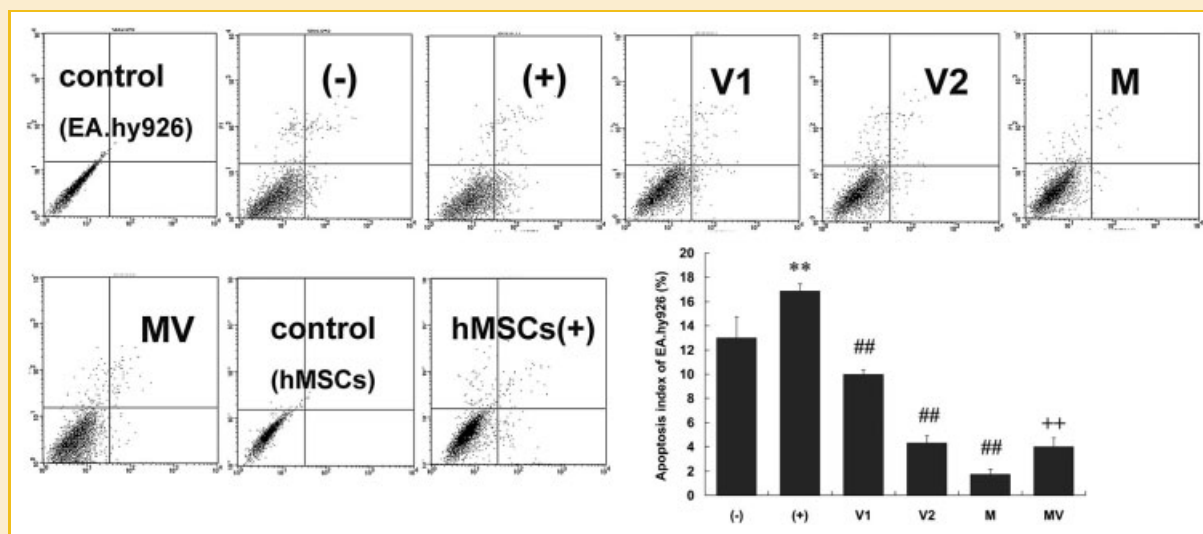 control
(EA.hy926)
(-)
(+)
V1
V2
M
MV
control
(hMSCs)
hMSCs(+)
Apoptosis index of EA.hy926 (%)
20
18
16
14
12
10
8
6
4
2
0
**
##
##
##
++
(-)
(+)
V1
V2
M
MV